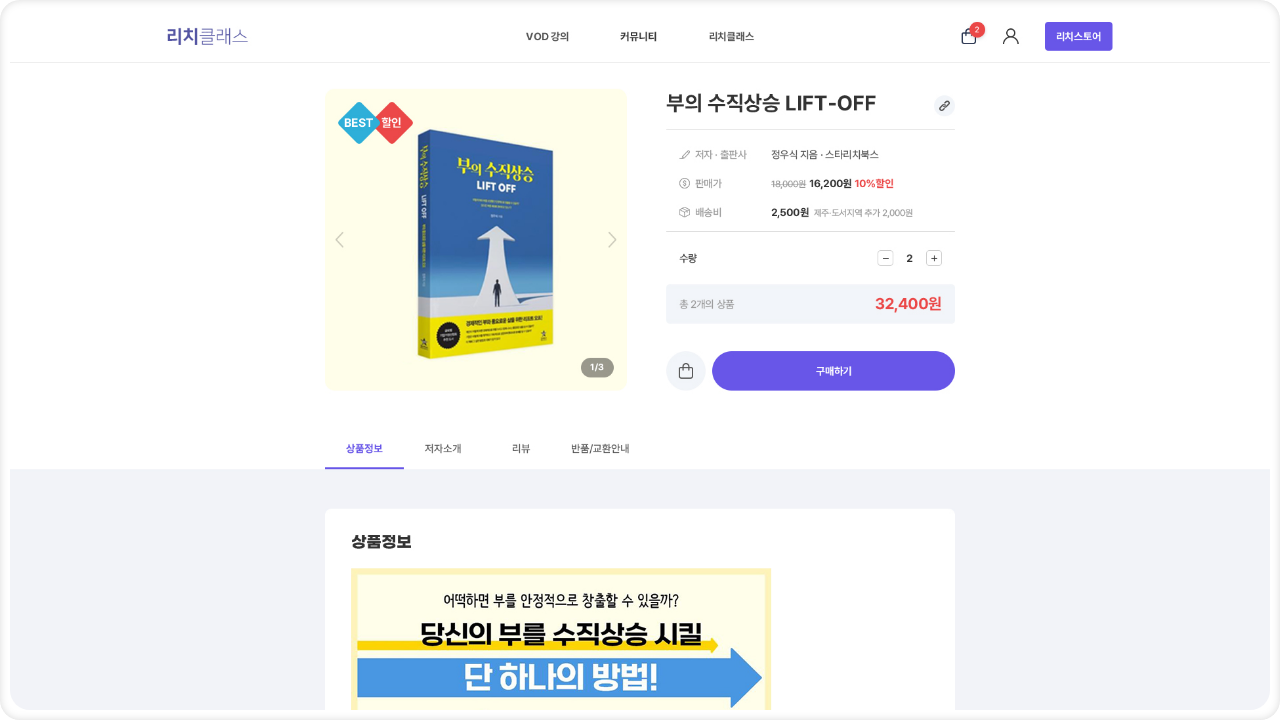 리치클래스
VOD 강의
커뮤니티
리치클래스
2
리치스토어
BEST
할인
부의 수직상승
LIFT OFF
부의 수직상승
LIFT OFF
1/3
부의 수직상승 LIFT-OFF
저자 · 출판사
정우식 지음 · 스타리치북스
판매가
18,000원 16,200원 10%할인
배송비
2,500원 제주·도서지역 추가 2,000원
수량
− 2 +
총 2개의 상품
32,400원
구매하기
상품정보
저자소개
리뷰
반품/교환안내
상품정보
어떡하면 부를 안정적으로 창출할 수 있을까?
당신의 부를 수직상승 시킬
단 하나의 방법!